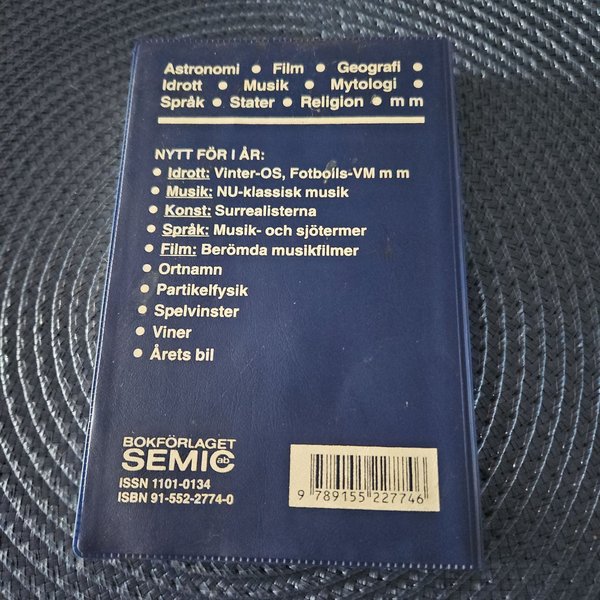 Astronomi • Film • Geografi •
Idrott • Musik • Mytologi •
Språk • Stater • Religion • m m
NYTT FÖR I ÅR:
• Idrott: Vinter-OS, Fotbolls-VM m m
• Musik: NU-klassisk musik
• Konst: Surrealisterna
• Språk: Musik- och sjötermer
• Film: Berömda musikfilmer
• Ortnamn
• Partikelfysik
• Spelvinster
• Viner
• Årets bil
BOKFÖRLAGET
SEMIC ab
ISSN 1101-0134
ISBN 91-552-2774-0
9 789155 227746